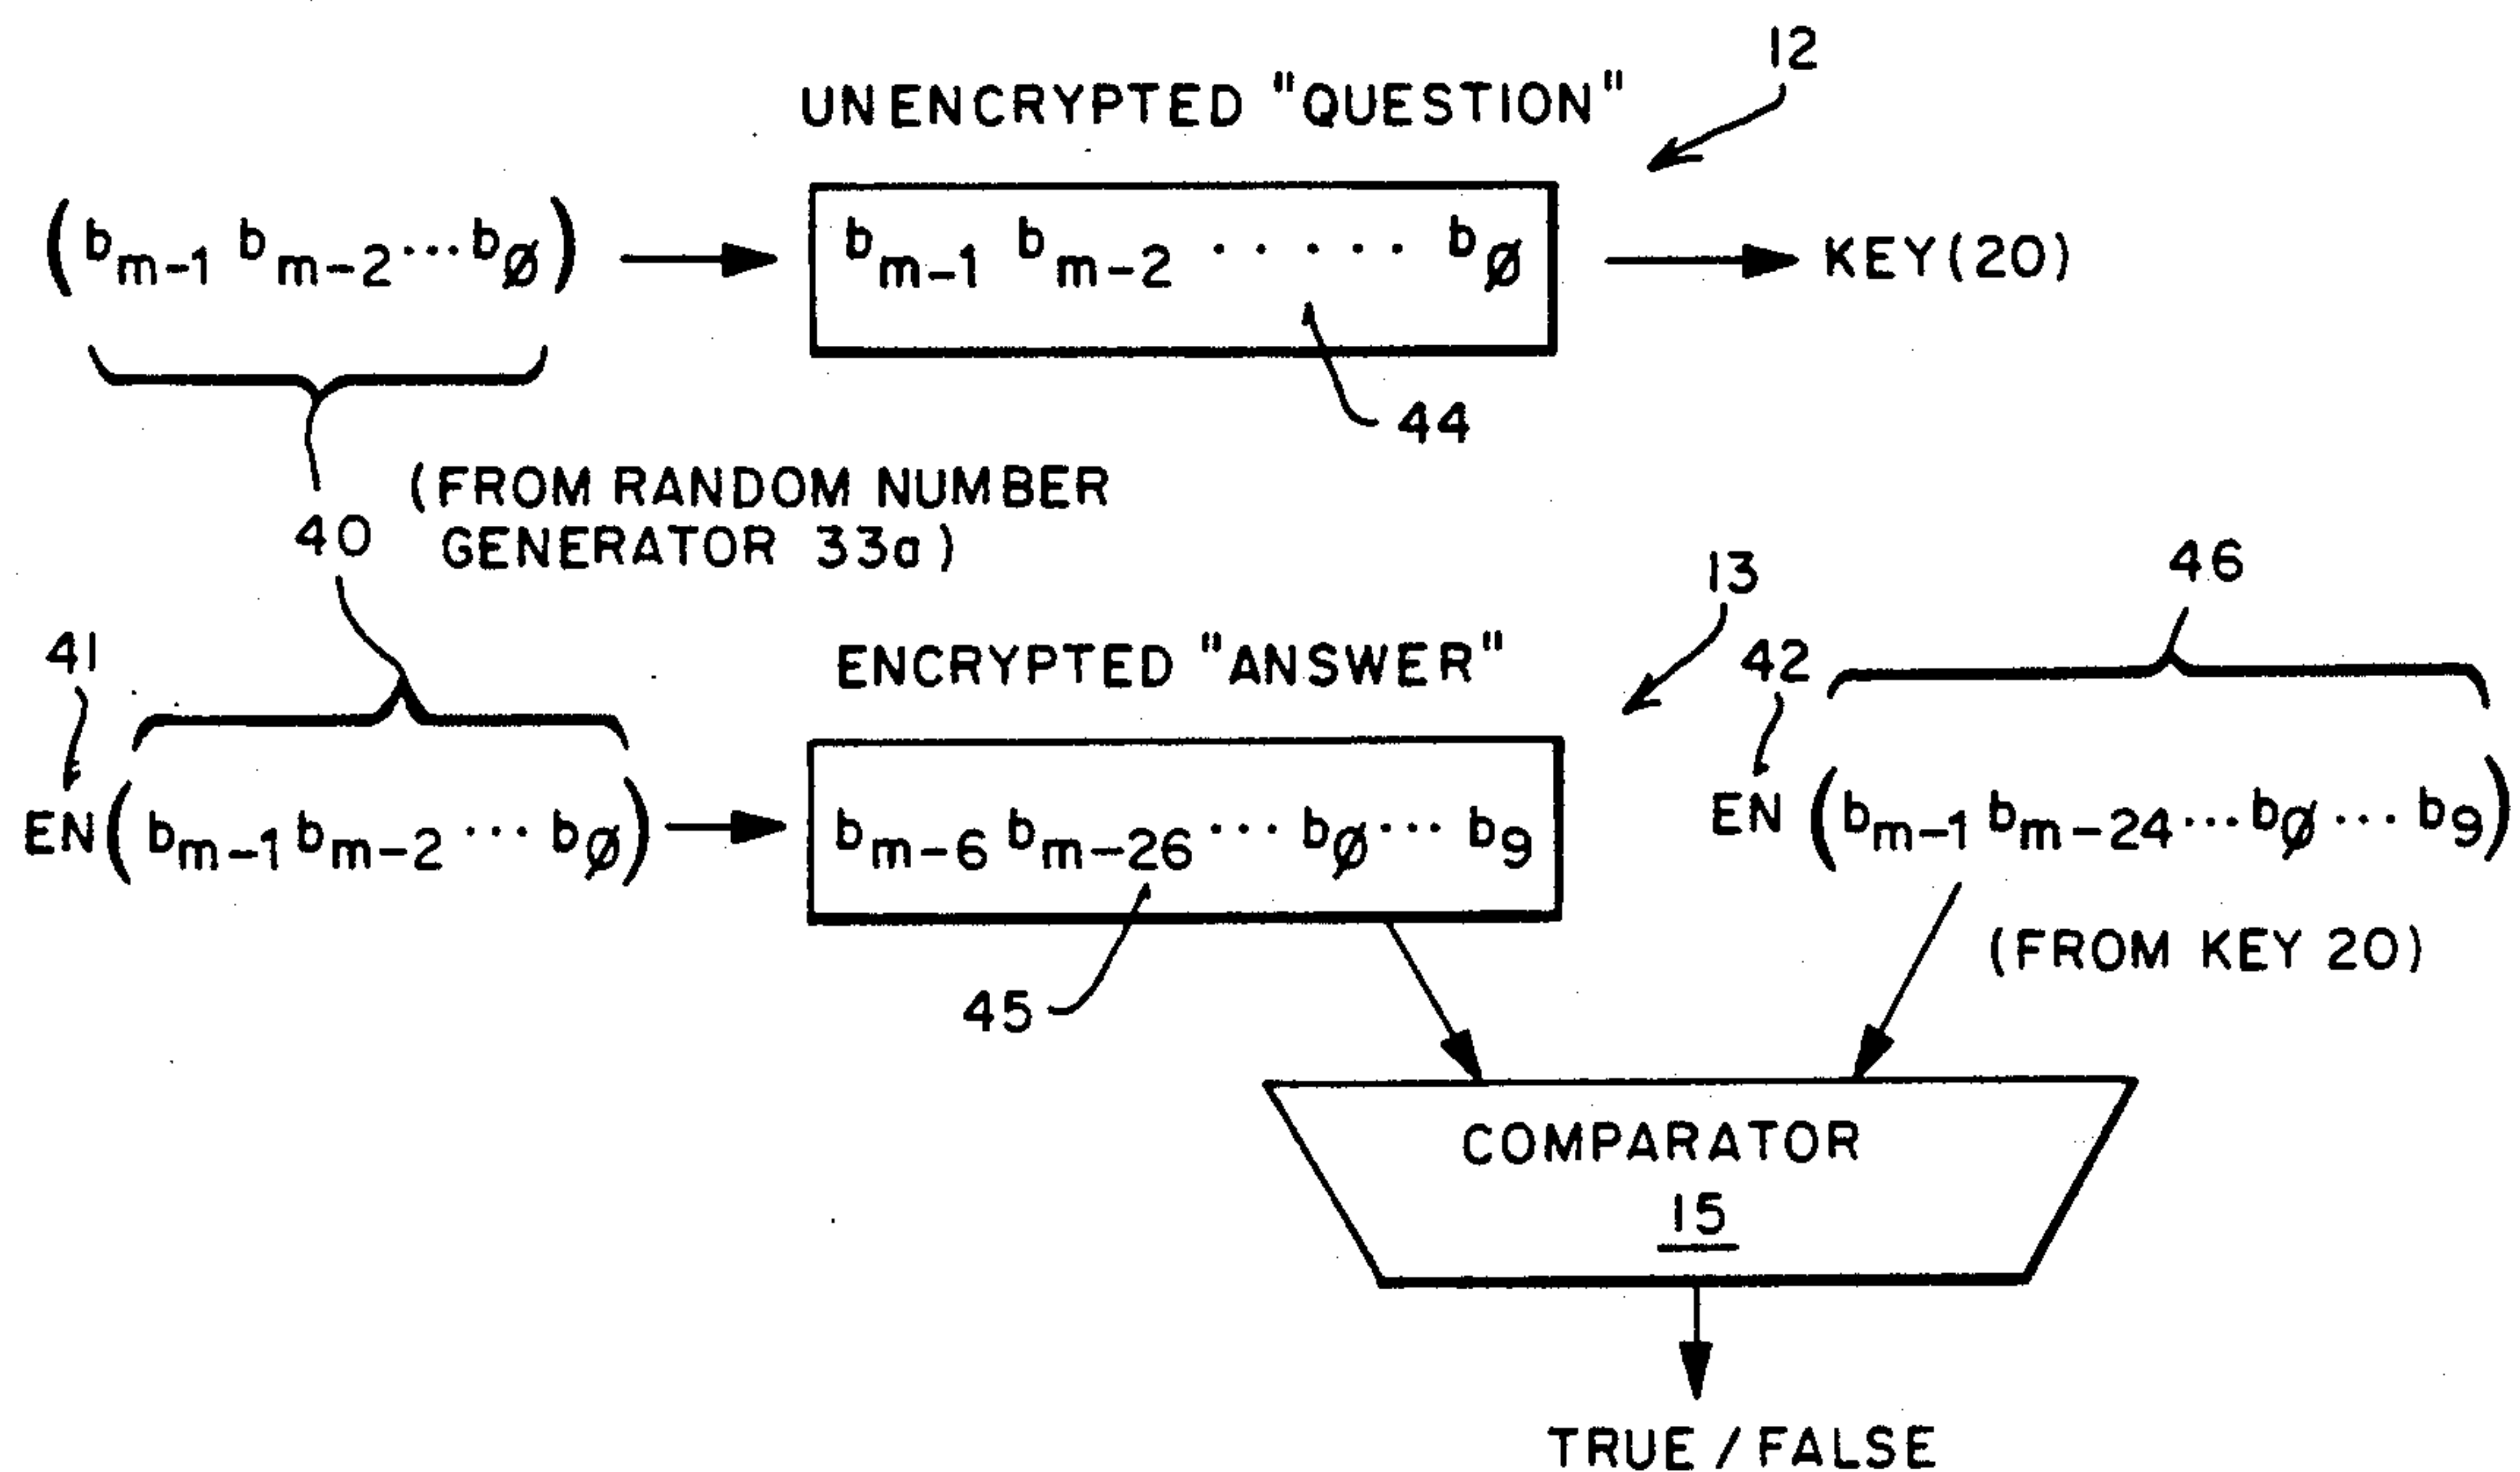 12
UNENCRYPTED "QUESTION"
(bm-1 bm-2...bØ)
bm-1 bm-2 ...... bØ
KEY(20)
44
(FROM RANDOM NUMBER
GENERATOR 33a)
40
13
46
41
ENCRYPTED "ANSWER"
42
EN(bm-1 bm-2 ... bØ)
bm-6 bm-26... bØ... b9
EN (bm-1 bm-24...bØ... b9)
(FROM KEY 20)
45
COMPARATOR
15
TRUE / FALSE